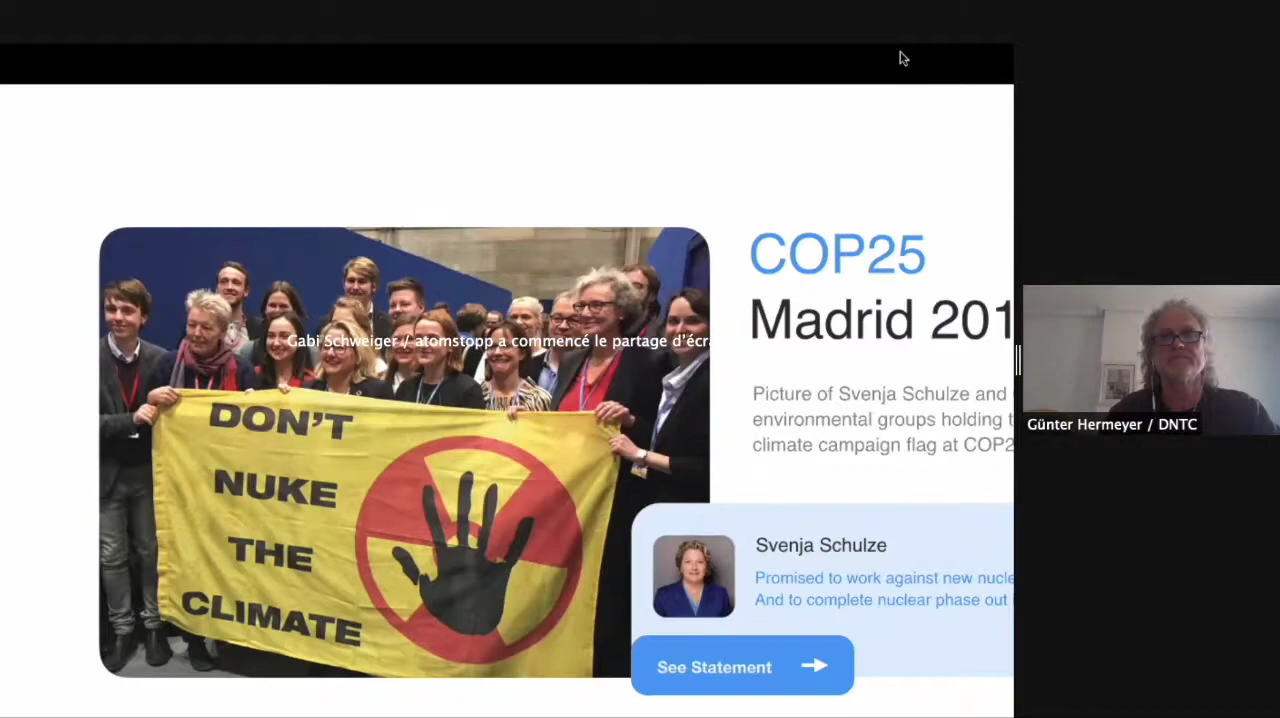 COP25
Madrid 201
Picture of Svenja Schulze and
environmental groups holding t
climate campaign flag at COP2
Gabi Schweiger / atomstopp a commencé le partage d'écra
DON'T
NUKE
THE
CLIMATE
Svenja Schulze
Promised to work against new nucle
And to complete nuclear phase out
See Statement
Günter Hermeyer / DNTC